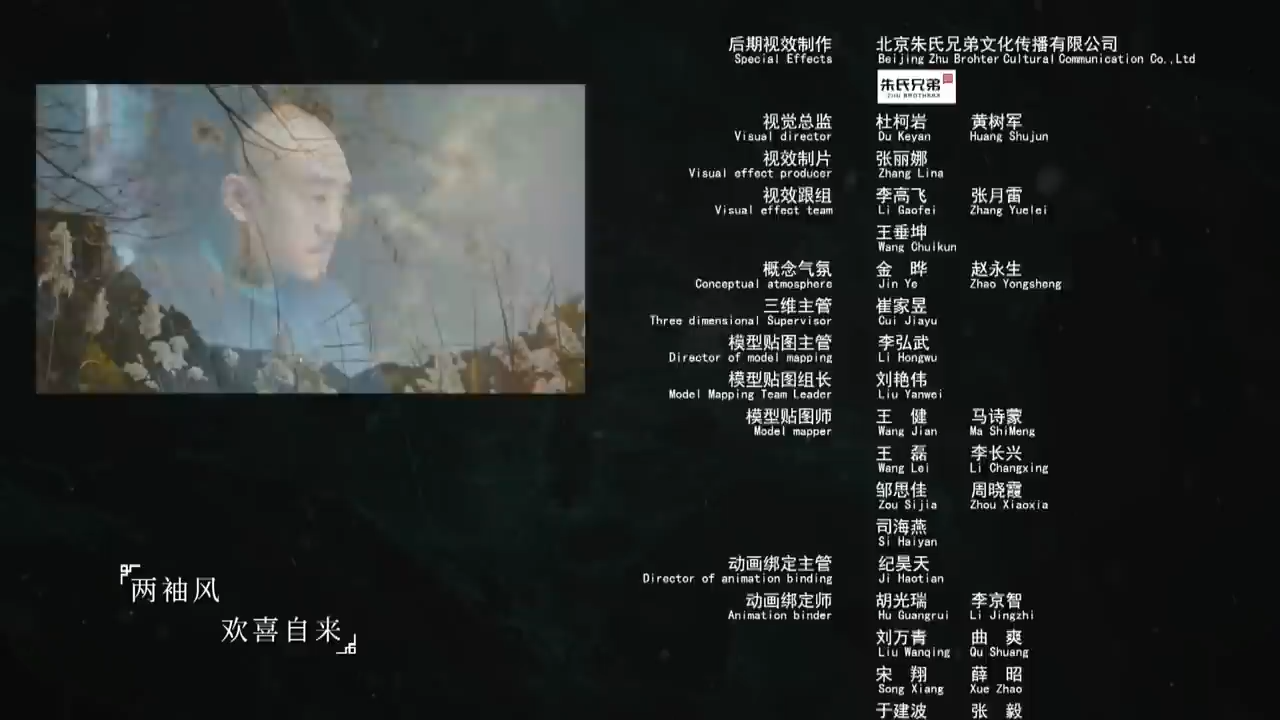 后期视效制作 北京朱氏兄弟文化传播有限公司
Special Effects Beijing Zhu Brohter Cultural Communication Co.,Ltd
朱氏兄弟
ZHU BROTHERS
视觉总监 杜柯岩 黄树军
Visual director Du Keyan Huang Shujun
视效制片 张丽娜
Visual effect producer Zhang Lina
视效跟组 李高飞 张月雷
Visual effect team Li Gaofei Zhang Yuelei
王垂坤
Wang Chuikun
概念气氛 金 晔 赵永生
Conceptual atmosphere Jin Ye Zhao Yongsheng
三维主管 崔家昱
Three dimensional Supervisor Cui Jiayu
模型贴图主管 李弘武
Director of model mapping Li Hongwu
模型贴图组长 刘艳伟
Model Mapping Team Leader Liu Yanwei
模型贴图师 王 健 马诗蒙
Model mapper Wang Jian Ma ShiMeng
王 磊 李长兴
Wang Lei Li Changxing
邹思佳 周晓霞
Zou Sijia Zhou Xiaoxia
司海燕
Si Haiyan
动画绑定主管 纪昊天
Director of animation binding Ji Haotian
动画绑定师 胡光瑞 李京智
Animation binder Hu Guangrui Li Jingzhi
刘万青 曲 爽
Liu Wanqing Qu Shuang
宋 翔 薛 昭
Song Xiang Xue Zhao
于建波 张 毅
两袖风
欢喜自来